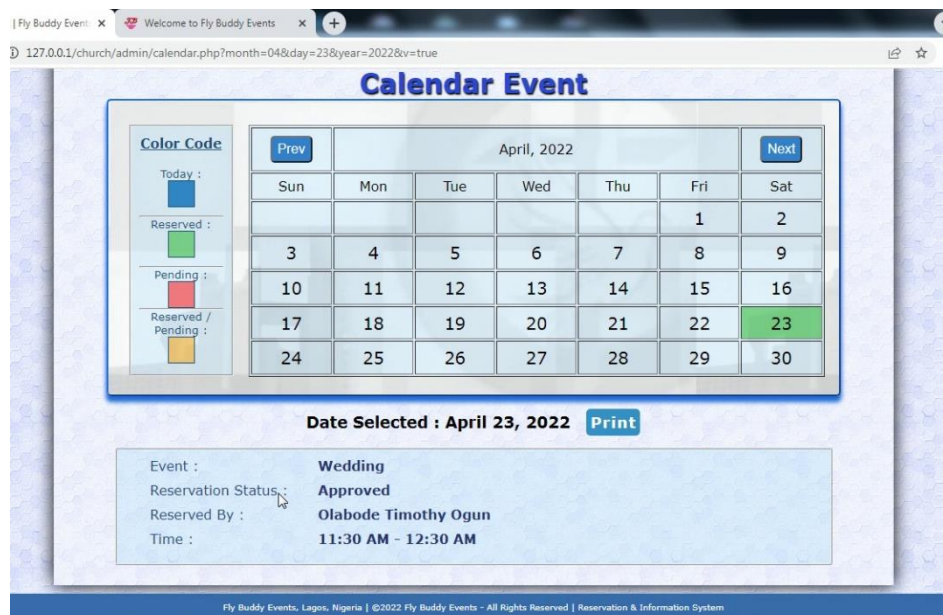 | Fly Buddy Event
Welcome to Fly Buddy Events
127.0.0.1/church/admin/calendar.php?month=04&day=23&year=2022&v=true
Calendar Event
Color Code
Today :
Reserved :
Pending :
Reserved /
Pending :
Prev April, 2022 Next
Sun Mon Tue Wed Thu Fri Sat
1 2
3 4 5 6 7 8 9
10 11 12 13 14 15 16
17 18 19 20 21 22 23
24 25 26 27 28 29 30
Date Selected : April 23, 2022 Print
Event : Wedding
Reservation Status : Approved
Reserved By : Olabode Timothy Ogun
Time : 11:30 AM - 12:30 AM
Fly Buddy Events, Lagos, Nigeria | ©2022 Fly Buddy Events - All Rights Reserved | Reservation & Information System